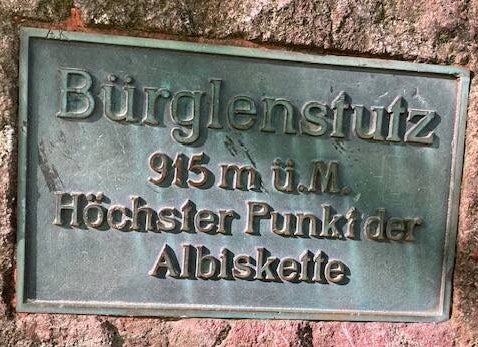 Bürglenstutz
915 m ü.M.
Höchster Punkt der
Albiskette